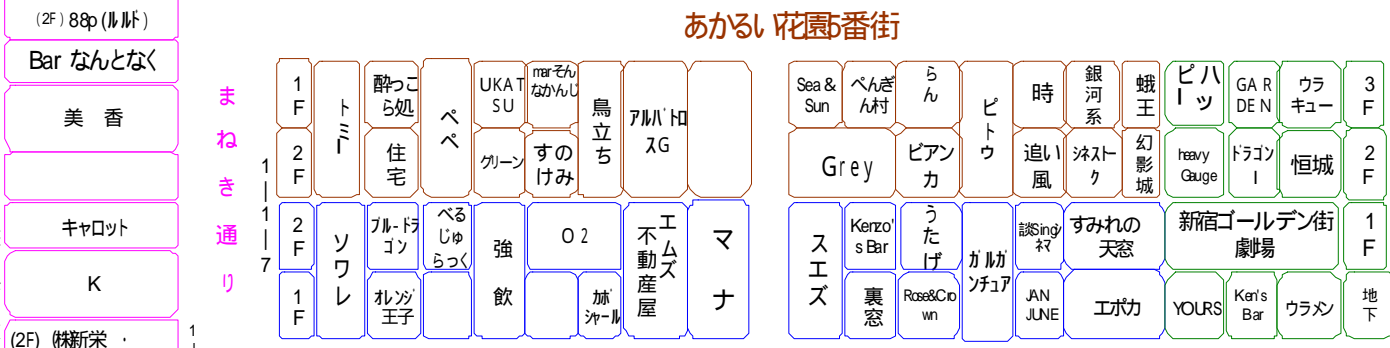 (2F) 88p (ルルド)
Bar なんとなく
美 香
キャロット
K
(2F) (株新栄 ・
まねき通り
1
1―1―7
あかるい花園5番街
1F
トミー
酔っこら処
ペペ
UKATSU
marそんなかんじ
鳥立ち
アルバトロスG
2F
住宅
グリーン
すのけみ
Sea & Sun
ぺんぎん村
らん
ピトウ
時
銀河系
蛾王
ピーハッ
GARDEN
ウラキュー
3F
Grey
ビアンカ
追い風
シネストーク
幻影城
heavy Gauge
ドラゴンー
恒城
2F
2F
ソワレ
ブル-ドラゴン
べるじゅらっく
強飲
O2
エムズ不動産屋
マナ
1F
オレンジ王子
カボシャール
スエズ
Kenzo's Bar
うたげ
ガルガンチュア
談Singシネマ
すみれの天窓
新宿ゴールデン街劇場
1F
裏窓
Rose&Crown
JAN JUNE
エポカ
YOURS
Ken's Bar
ウラメン
地下